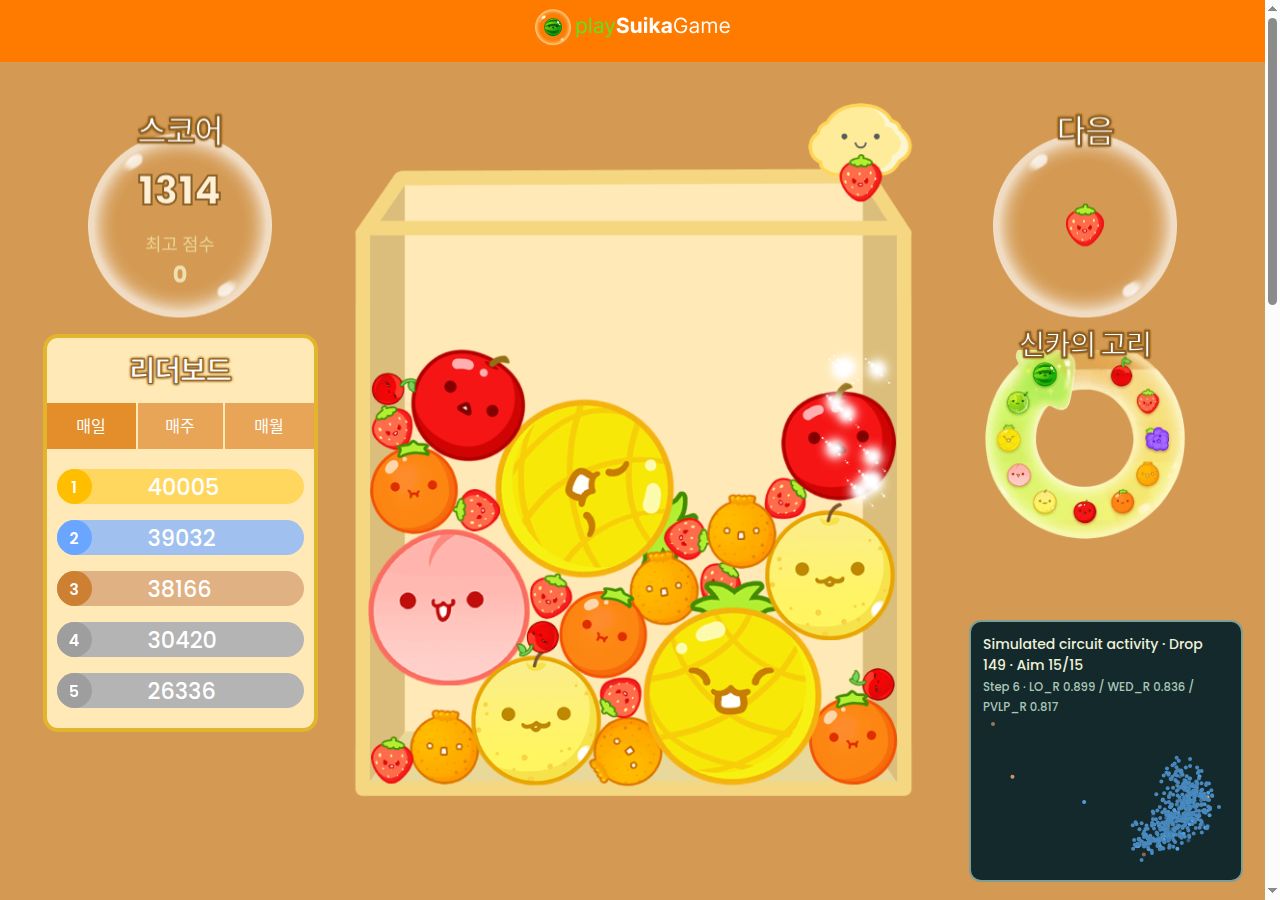 playSuikaGame
스코어
1314
최고 점수
0
다음
신카의 고리
리더보드
매일 매주 매월
1 40005
2 39032
3 38166
4 30420
5 26336
Simulated circuit activity · Drop
149 · Aim 15/15
Step 6 · LO_R 0.899 / WED_R 0.836 /
PVLP_R 0.817